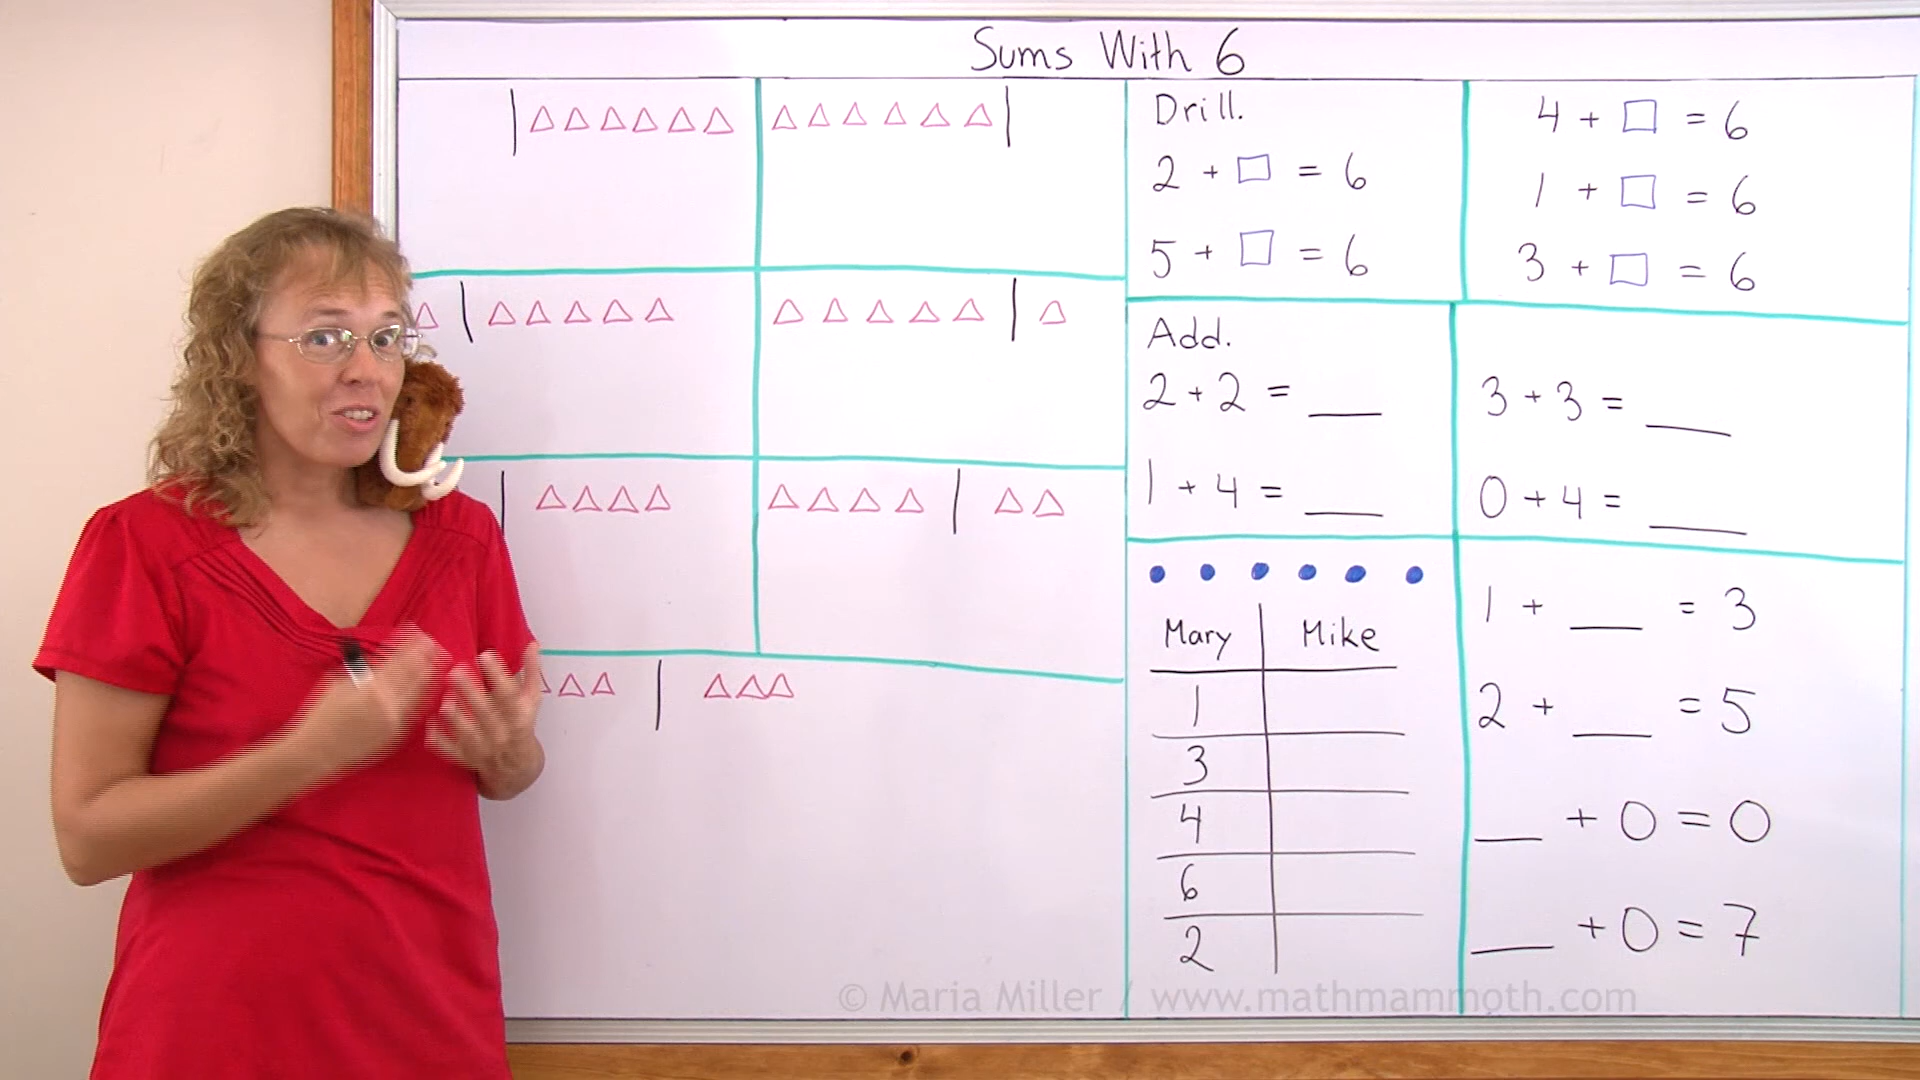 Sums With 6
Drill.
2 + □ = 6
5 + □ = 6
4 + □ = 6
1 + □ = 6
3 + □ = 6
Add.
2 + 2 = ___
1 + 4 = ___
3 + 3 = ___
0 + 4 = ___
Mary Mike
1
3
4
6
2
1 + ___ = 3
2 + ___ = 5
___ + 0 = 0
___ + 0 = 7
© Maria Miller / www.mathmammoth.com